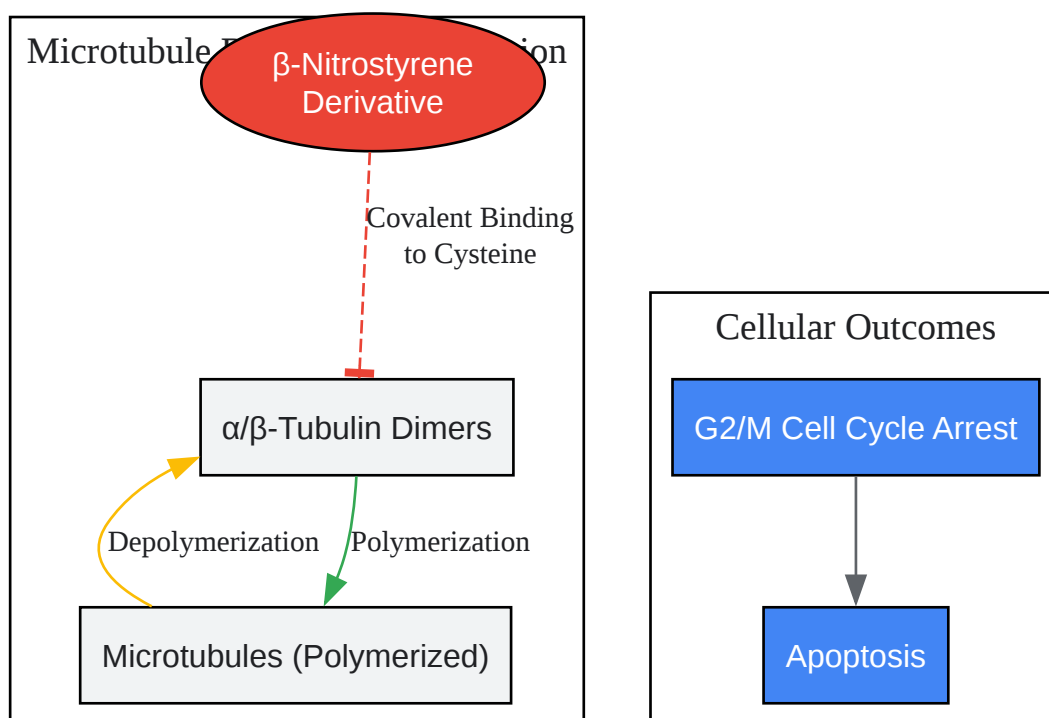 Microtubule
β-Nitrostyrene
Derivative
Covalent Binding
to Cysteine
α/β-Tubulin Dimers
Depolymerization
Polymerization
Microtubules (Polymerized)
Cellular Outcomes
G2/M Cell Cycle Arrest
Apoptosis